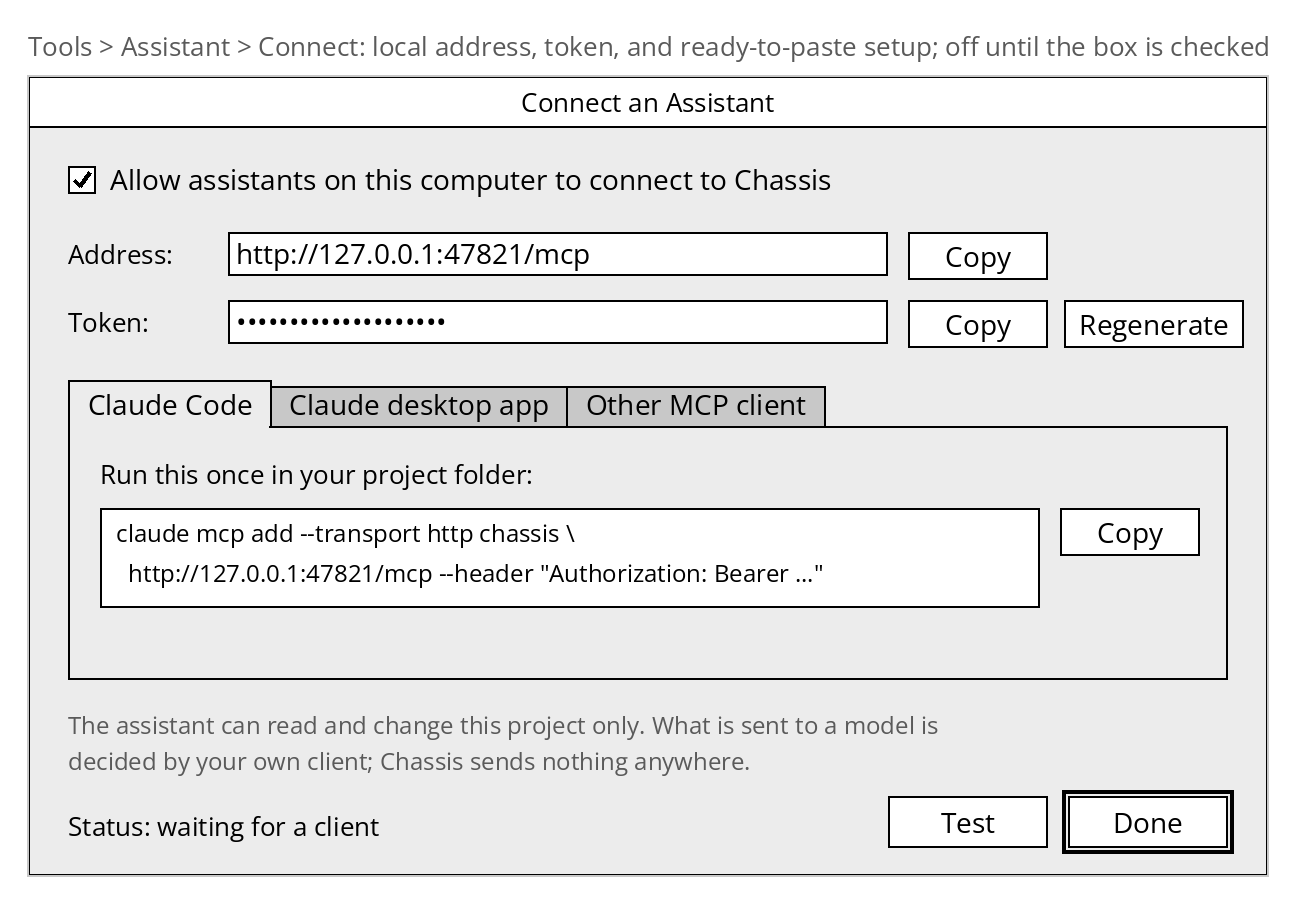 Tools > Assistant > Connect: local address, token, and ready-to-paste setup; off until the box is checked
Connect an Assistant
Allow assistants on this computer to connect to Chassis
Address: http://127.0.0.1:47821/mcp Copy
Token: •••••••••••••••••••• Copy Regenerate
Claude Code Claude desktop app Other MCP client
Run this once in your project folder:
claude mcp add --transport http chassis \ Copy
http://127.0.0.1:47821/mcp --header "Authorization: Bearer ..."
The assistant can read and change this project only. What is sent to a model is
decided by your own client; Chassis sends nothing anywhere.
Status: waiting for a client Test Done